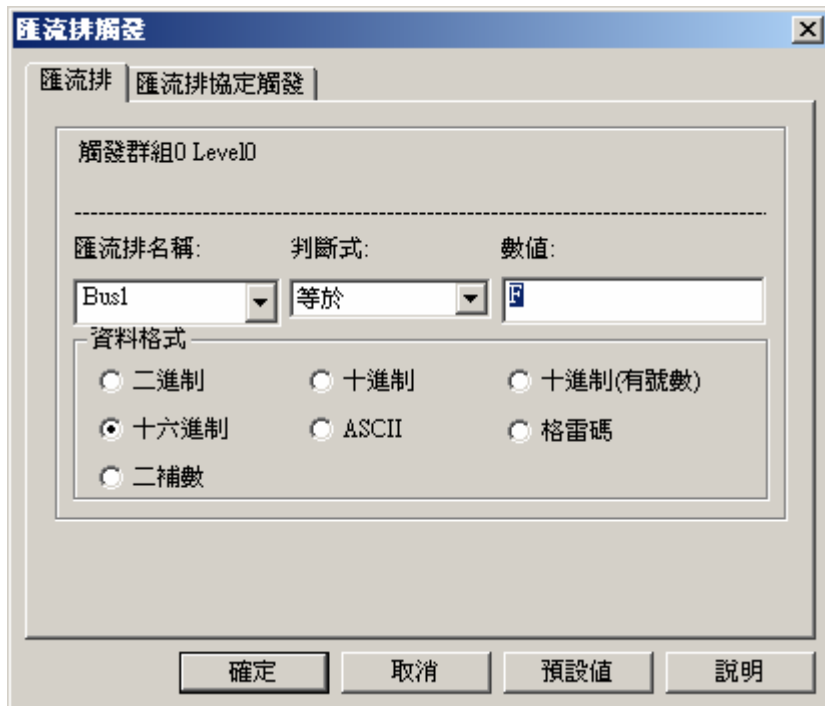 匯流排觸發
匯流排 匯流排協定觸發
觸發群組0 Level0
匯流排名稱: 判斷式: 數值:
Bus1 等於 F
資料格式
二進制 十進制 十進制(有號數)
十六進制 ASCII 格雷碼
二補數
確定 取消 預設值 說明